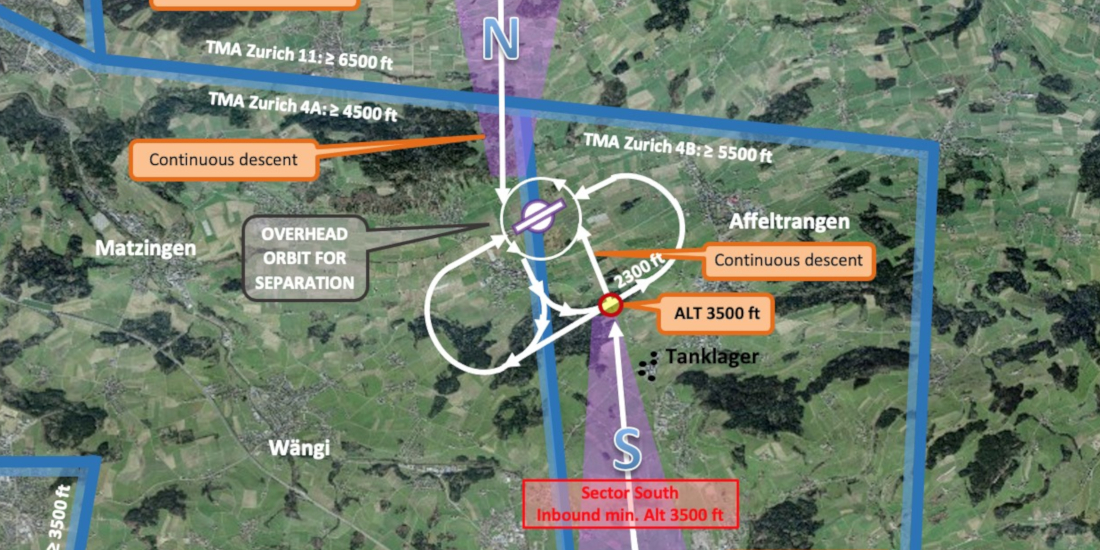 N
TMA Zurich 11: ≥ 6500 ft
TMA Zurich 4A: ≥ 4500 ft
TMA Zurich 4B: ≥ 5500 ft
Continuous descent
Matzingen
OVERHEAD
ORBIT FOR
SEPARATION
Affeltrangen
Continuous descent
2300 ft
ALT 3500 ft
Tanklager
Wängi
S
Sector South
Inbound min. Alt 3500 ft
≥ 3500 ft